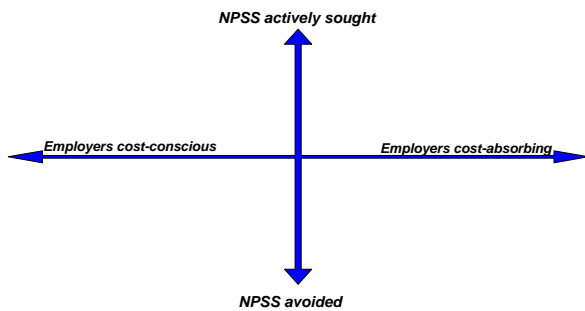 NPSS actively sought
Employers cost-conscious
Employers cost-absorbing
NPSS avoided